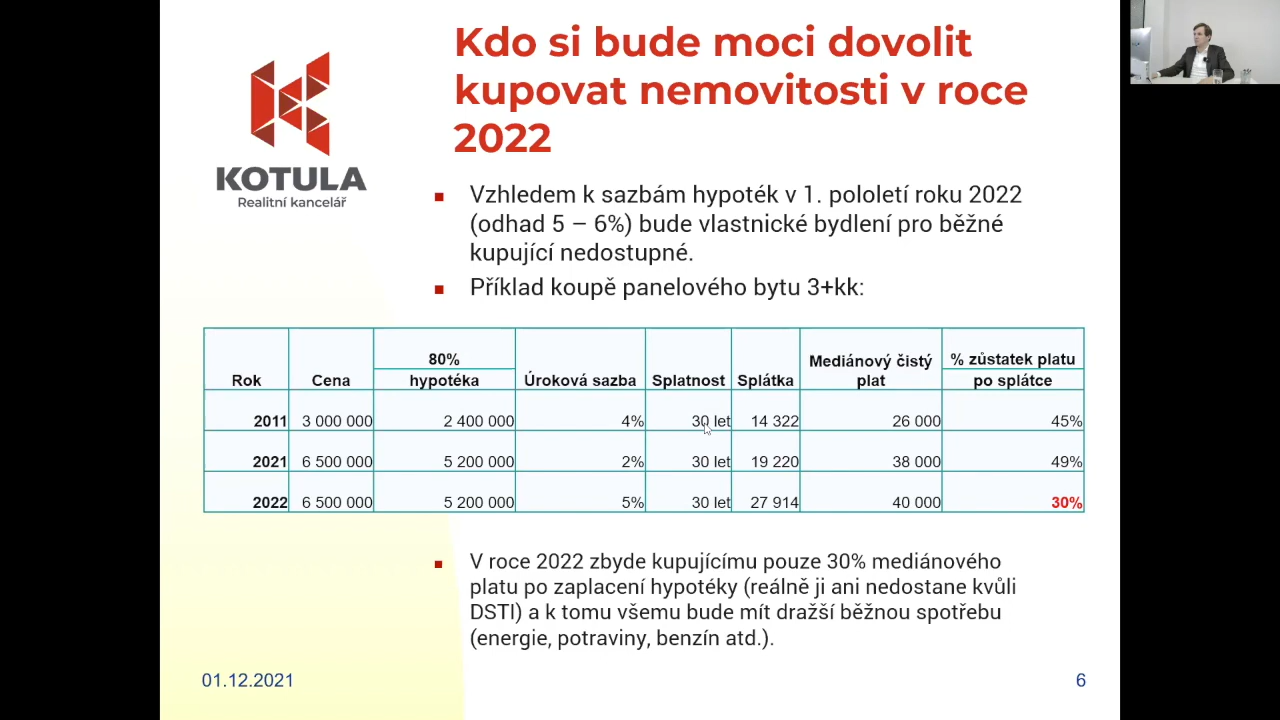 Kdo si bude moci dovolit
kupovat nemovitosti v roce
2022
KOTULA
Realitní kancelář
Vzhledem k sazbám hypoték v 1. pololetí roku 2022
(odhad 5 – 6%) bude vlastnické bydlení pro běžné
kupující nedostupné.
Příklad koupě panelového bytu 3+kk:
Rok Cena 80% hypotéka Úroková sazba Splatnost Splátka Mediánový čistý plat % zůstatek platu po splátce
2011 3 000 000 2 400 000 4% 30 let 14 322 26 000 45%
2021 6 500 000 5 200 000 2% 30 let 19 220 38 000 49%
2022 6 500 000 5 200 000 5% 30 let 27 914 40 000 30%
V roce 2022 zbyde kupujícímu pouze 30% mediánového
platu po zaplacení hypotéky (reálně ji ani nedostane kvůli
DSTI) a k tomu všemu bude mít dražší běžnou spotřebu
(energie, potraviny, benzín atd.).
01.12.2021
6